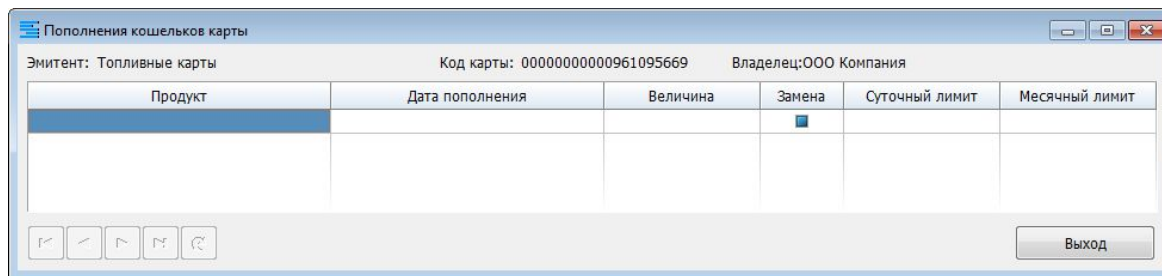 Пополнения кошельков карты
Эмитент: Топливные карты Код карты: 00000000000961095669 Владелец:ООО Компания
Продукт Дата пополнения Величина Замена Суточный лимит Месячный лимит
Выход